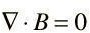 ∇ · B = 0